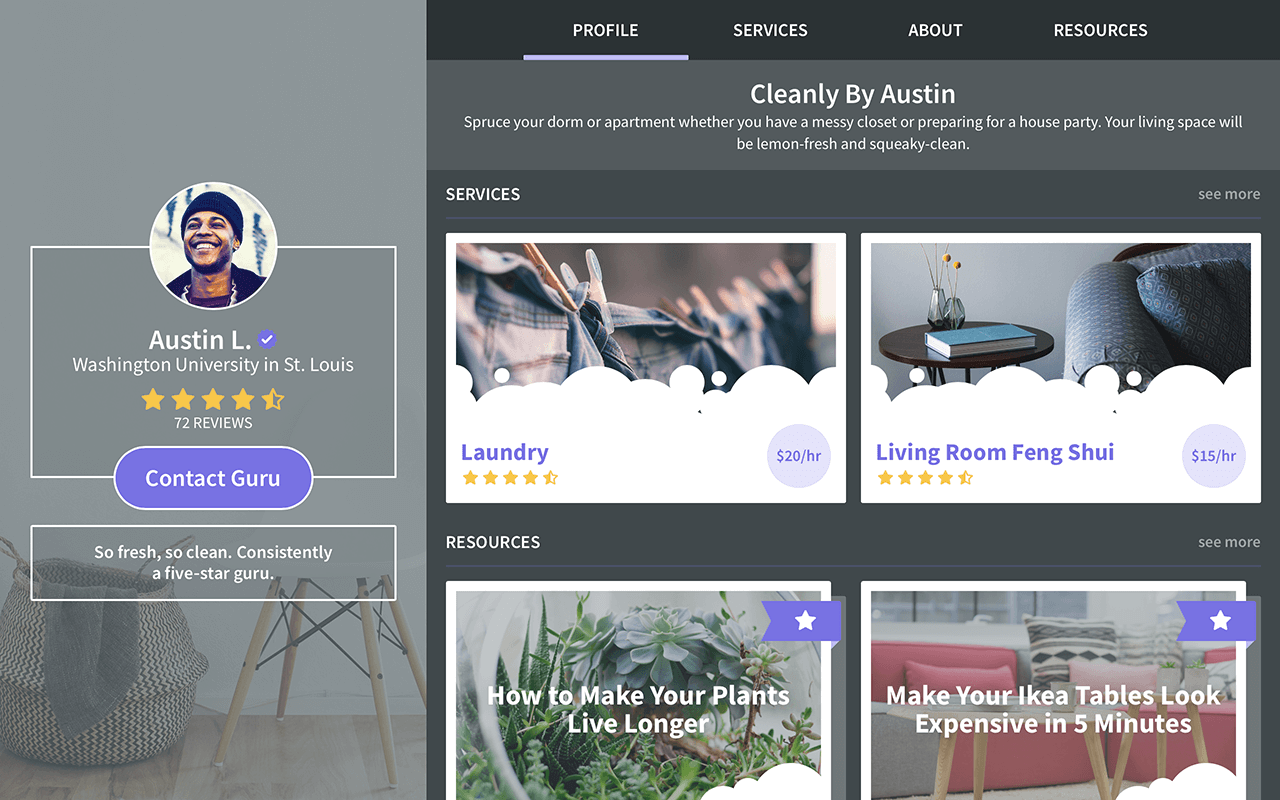 PROFILE SERVICES ABOUT RESOURCES
Cleanly By Austin
Spruce your dorm or apartment whether you have a messy closet or preparing for a house party. Your living space will
be lemon-fresh and squeaky-clean.
Austin L.
Washington University in St. Louis
72 REVIEWS
Contact Guru
So fresh, so clean. Consistently
a five-star guru.
SERVICES see more
Laundry
$20/hr
Living Room Feng Shui
$15/hr
RESOURCES see more
How to Make Your Plants
Live Longer
Make Your Ikea Tables Look
Expensive in 5 Minutes